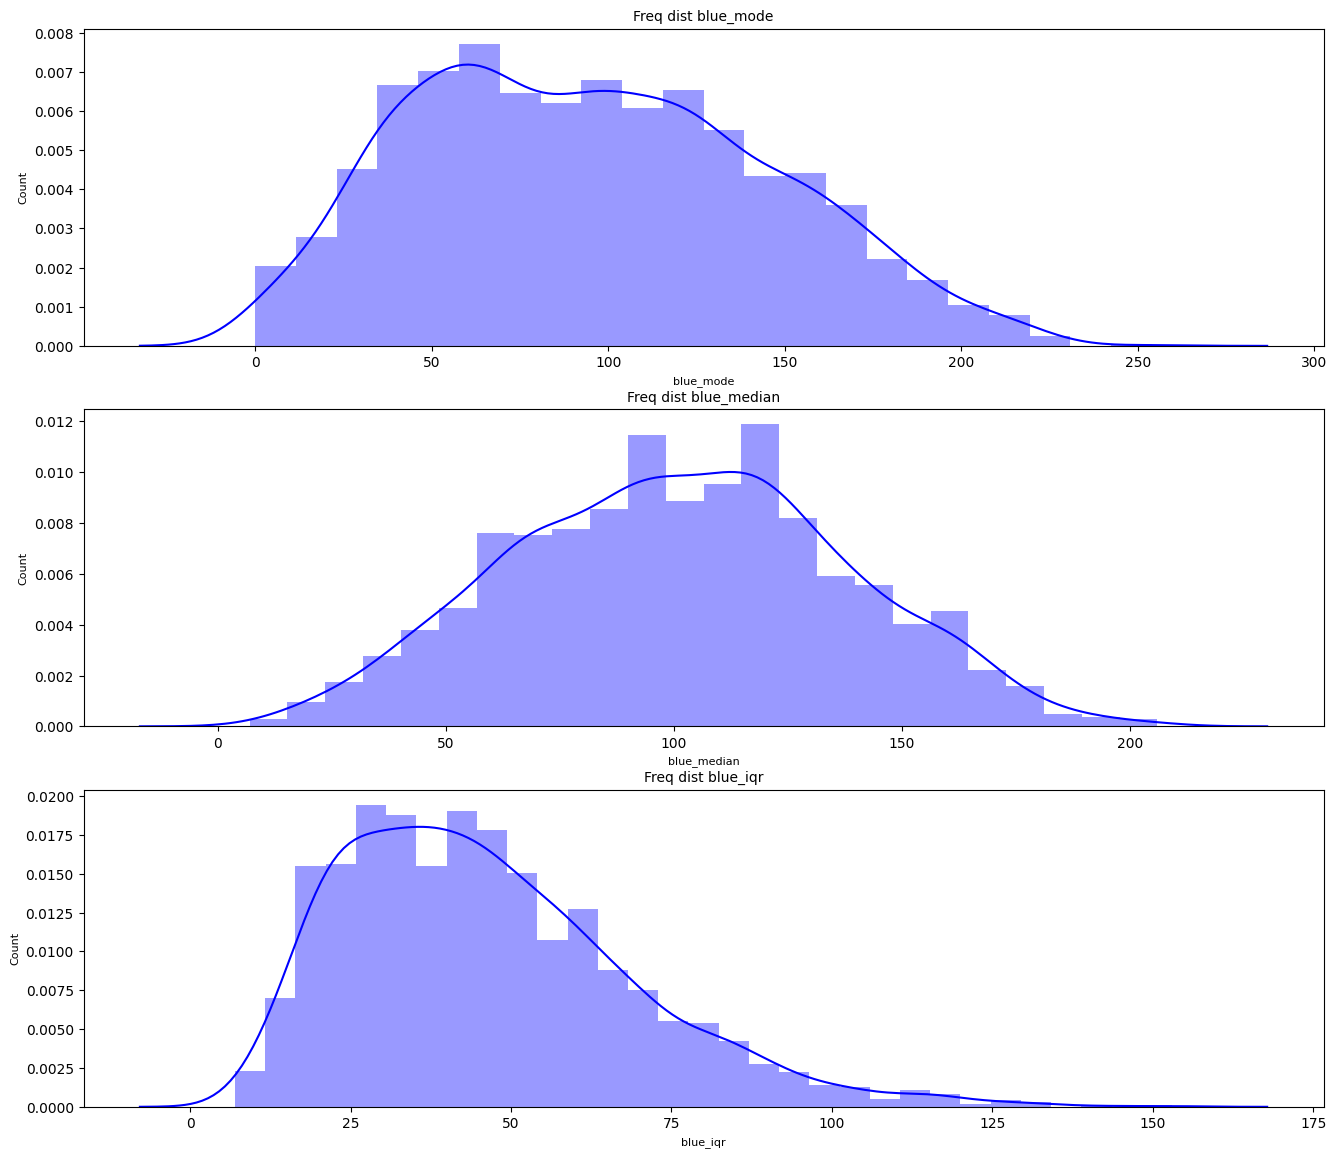 Freq dist blue_mode
0.008
0.007
0.006
0.005
0.004
0.003
0.002
0.001
0.000
Count
0 50 100 150 200 250 300
blue_mode
Freq dist blue_median
0.012
0.010
0.008
0.006
0.004
0.002
0.000
Count
0 50 100 150 200
blue_median
Freq dist blue_iqr
0.0200
0.0175
0.0150
0.0125
0.0100
0.0075
0.0050
0.0025
0.0000
Count
0 25 50 75 100 125 150 175
blue_iqr